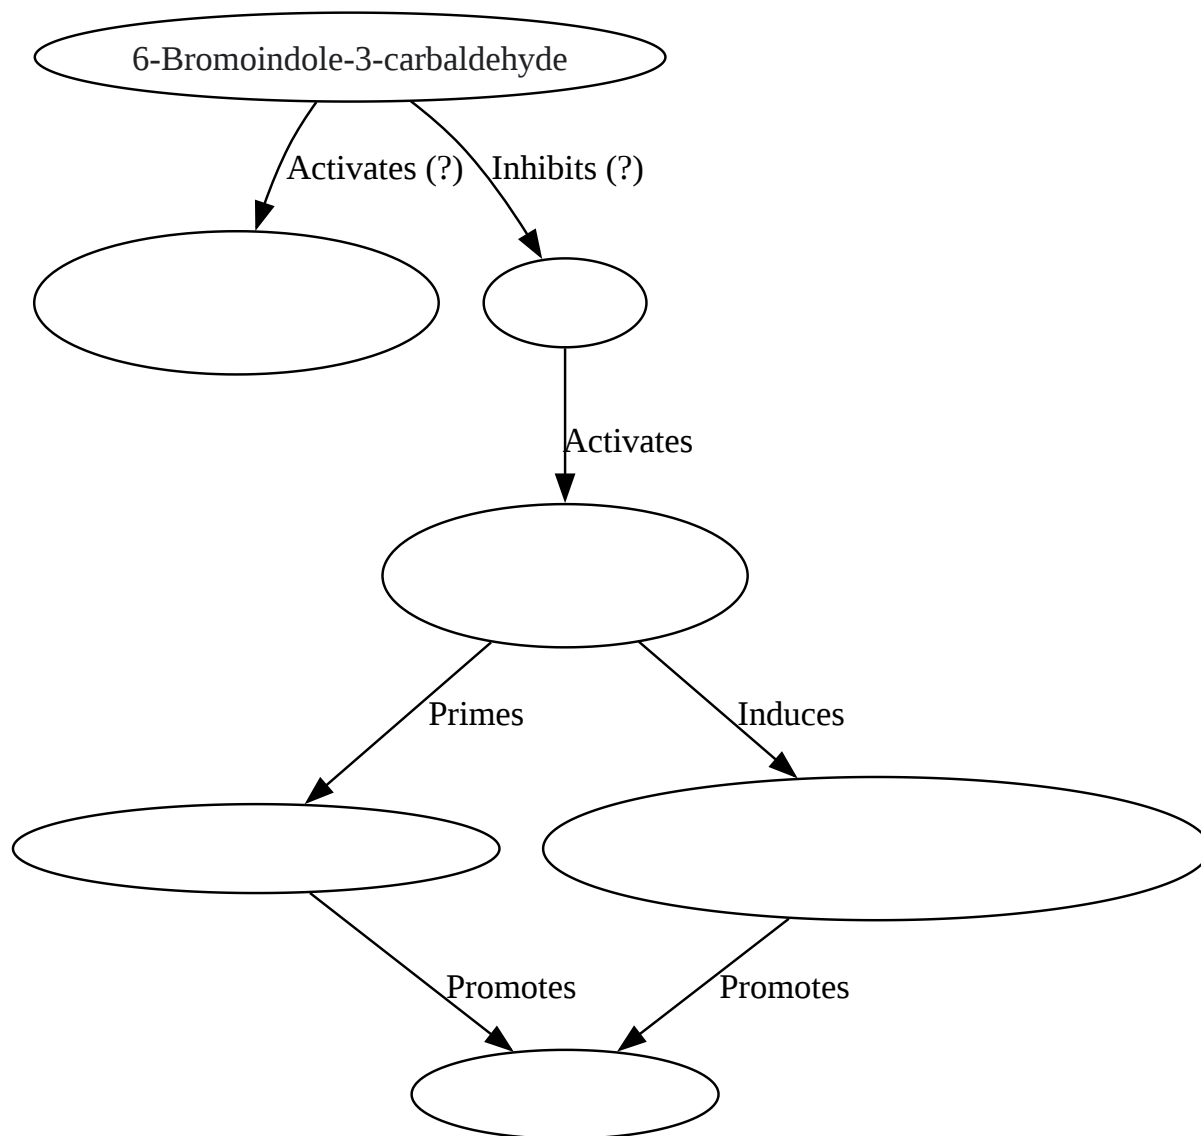 6-Bromoindole-3-carbaldehyde
Activates (?)
Inhibits (?)
Activates
Primes
Induces
Promotes
Promotes